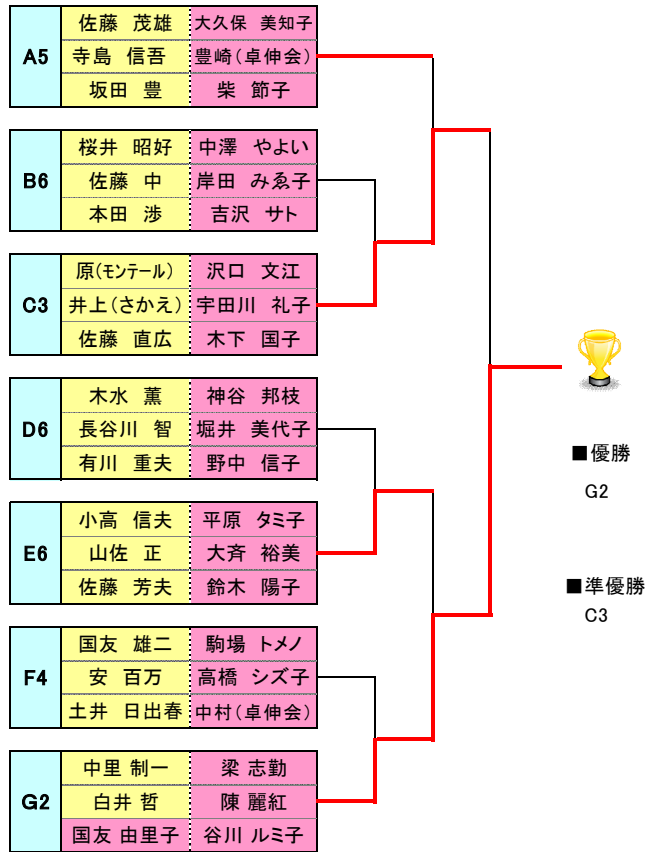 佐藤 茂雄 大久保 美知子
A5 寺島 信吾 豊崎(卓伸会)
坂田 豊 柴 節子
桜井 昭好 中澤 やよい
B6 佐藤 中 岸田 みゑ子
本田 渉 吉沢 サト
原(モンテール) 沢口 文江
C3 井上(さかえ) 宇田川 礼子
佐藤 直広 木下 国子
木水 薫 神谷 邦枝
D6 長谷川 智 堀井 美代子
有川 重夫 野中 信子
小高 信夫 平原 タミ子
E6 山佐 正 大斉 裕美
佐藤 芳夫 鈴木 陽子
国友 雄二 駒場 トメノ
F4 安 百万 高橋 シズ子
土井 日出春 中村(卓伸会)
中里 制一 梁 志勤
G2 白井 哲 陳 麗紅
国友 由里子 谷川 ルミ子
■優勝
G2
■準優勝
C3